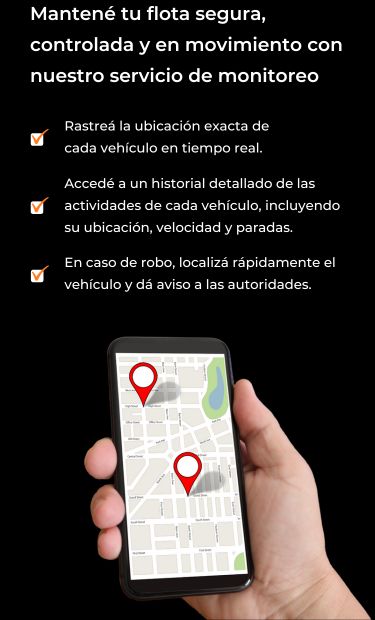 Mantené tu flota segura,
controlada y en movimiento con
nuestro servicio de monitoreo
Rastreá la ubicación exacta de
cada vehículo en tiempo real.
Accedé a un historial detallado de las
actividades de cada vehículo, incluyendo
su ubicación, velocidad y paradas.
En caso de robo, localizá rápidamente el
vehículo y dá aviso a las autoridades.